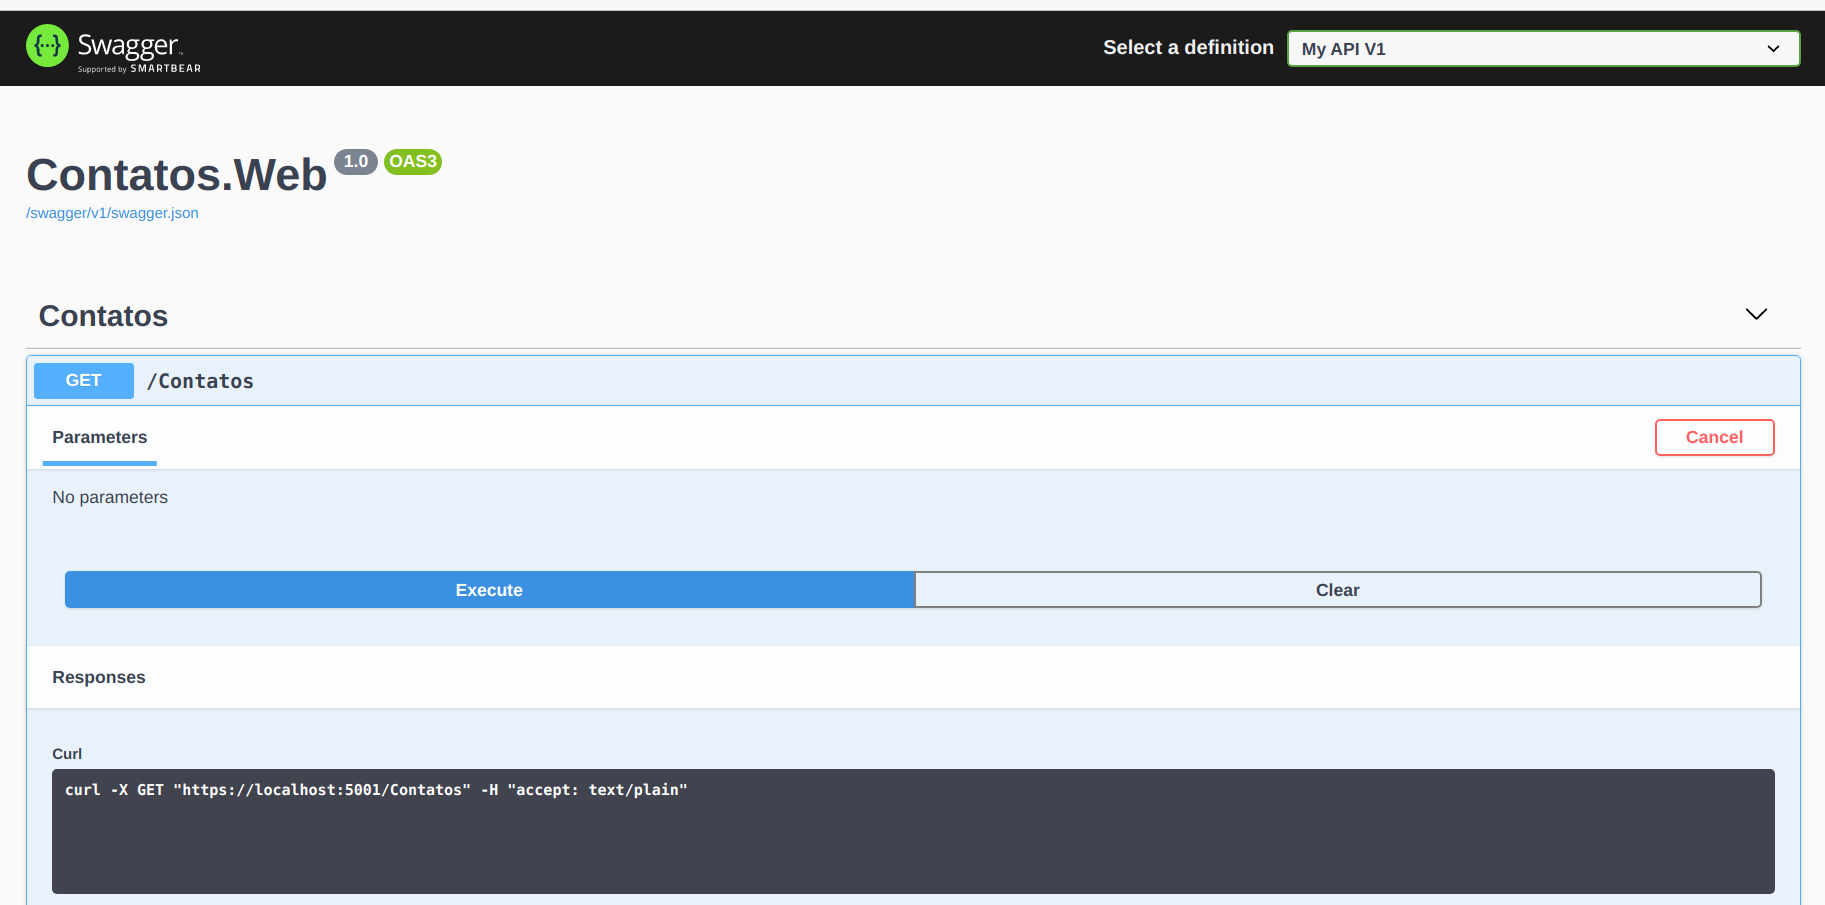 Swagger
Supported by SMARTBEAR
Select a definition
My API V1
Contatos.Web 1.0 OAS3
/swagger/v1/swagger.json
Contatos
GET /Contatos
Parameters
Cancel
No parameters
Execute
Clear
Responses
Curl
curl -X GET "https://localhost:5001/Contatos" -H "accept: text/plain"